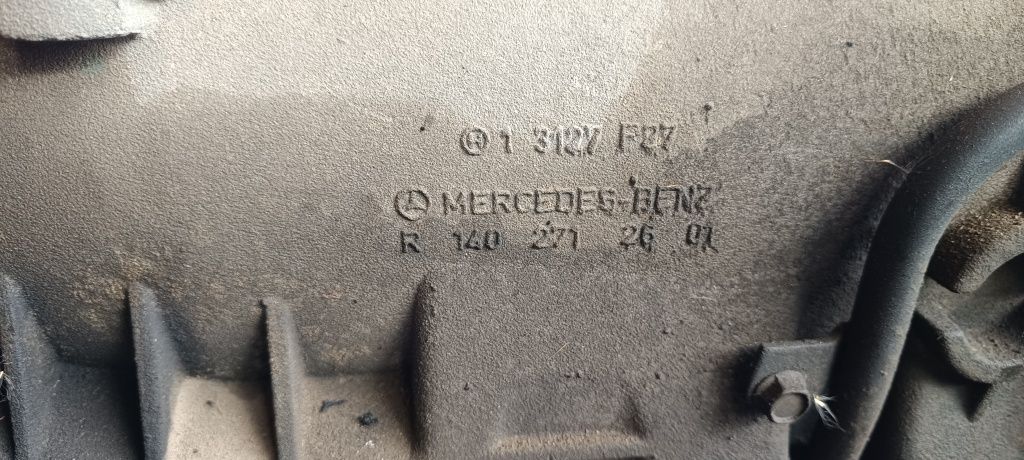 1 3127 F27
MERCEDES-BENZ
R 140 271 26 01